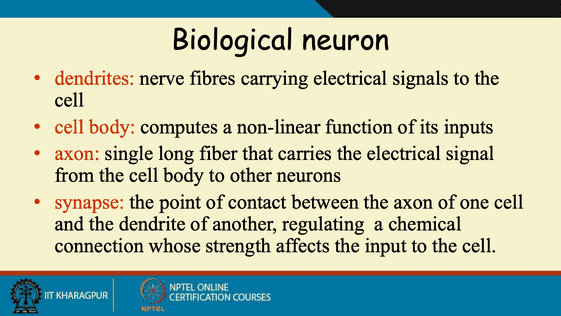 Biological neuron
• dendrites: nerve fibres carrying electrical signals to the
cell
• cell body: computes a non-linear function of its inputs
• axon: single long fiber that carries the electrical signal
from the cell body to other neurons
• synapse: the point of contact between the axon of one cell
and the dendrite of another, regulating a chemical
connection whose strength affects the input to the cell.
IIT KHARAGPUR
NPTEL
NPTEL ONLINE
CERTIFICATION COURSES